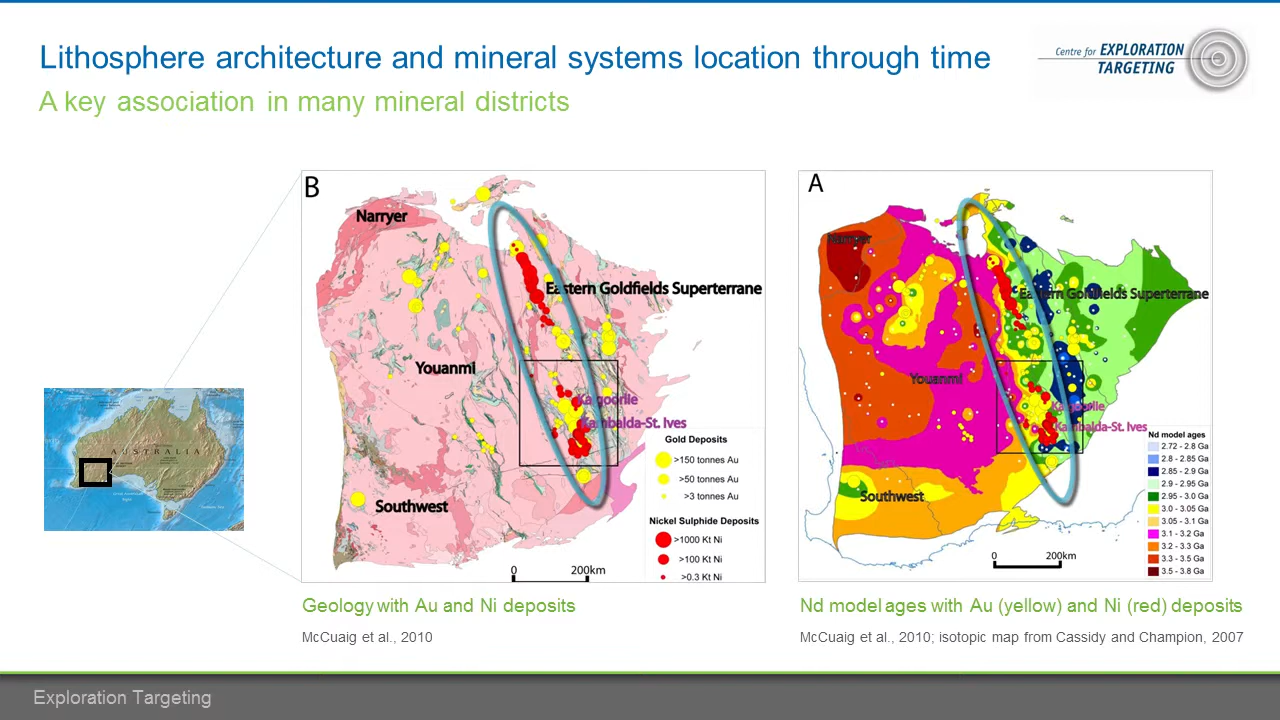 Lithosphere architecture and mineral systems location through time
A key association in many mineral districts
Centre for EXPLORATION
TARGETING
B
Narryer
Eastern Goldfields Superterrane
Youanmi
Kalgoorlie
Kambalda-St. Ives
Southwest
Gold Deposits
>150 tonnes Au
>50 tonnes Au
>3 tonnes Au
Nickel Sulphide Deposits
>1000 Kt Ni
>100 Kt Ni
>0.3 Kt Ni
0 200km
A
Narryer
Eastern Goldfields Superterrane
Youanmi
Kalgoorlie
Kambalda-St. Ives
Southwest
0 200km
Nd model ages
2.72 - 2.8 Ga
2.8 - 2.85 Ga
2.85 - 2.9 Ga
2.9 - 2.95 Ga
2.95 - 3.0 Ga
3.0 - 3.05 Ga
3.05 - 3.1 Ga
3.1 - 3.2 Ga
3.2 - 3.3 Ga
3.3 - 3.5 Ga
3.5 - 3.8 Ga
AUSTRALIA
Geology with Au and Ni deposits
McCuaig et al., 2010
Nd model ages with Au (yellow) and Ni (red) deposits
McCuaig et al., 2010; isotopic map from Cassidy and Champion, 2007
Exploration Targeting